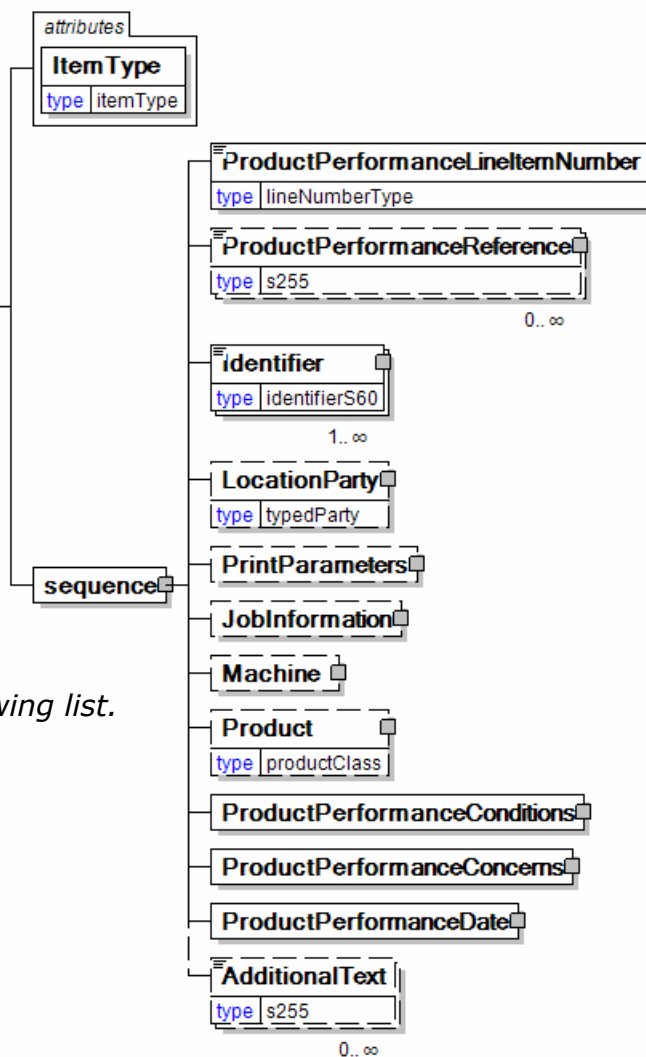 attributes
ItemType
type itemType
ProductPerformanceLineItemNumber
type lineNumberType
ProductPerformanceReference
type s255
0.. ∞
Identifier
type identifierS60
1.. ∞
LocationParty
type typedParty
PrintParameters
sequence
JobInformation
Machine
wing list.
Product
type productClass
ProductPerformanceConditions
ProductPerformanceConcerns
ProductPerformanceDate
AdditionalText
type s255
0.. ∞